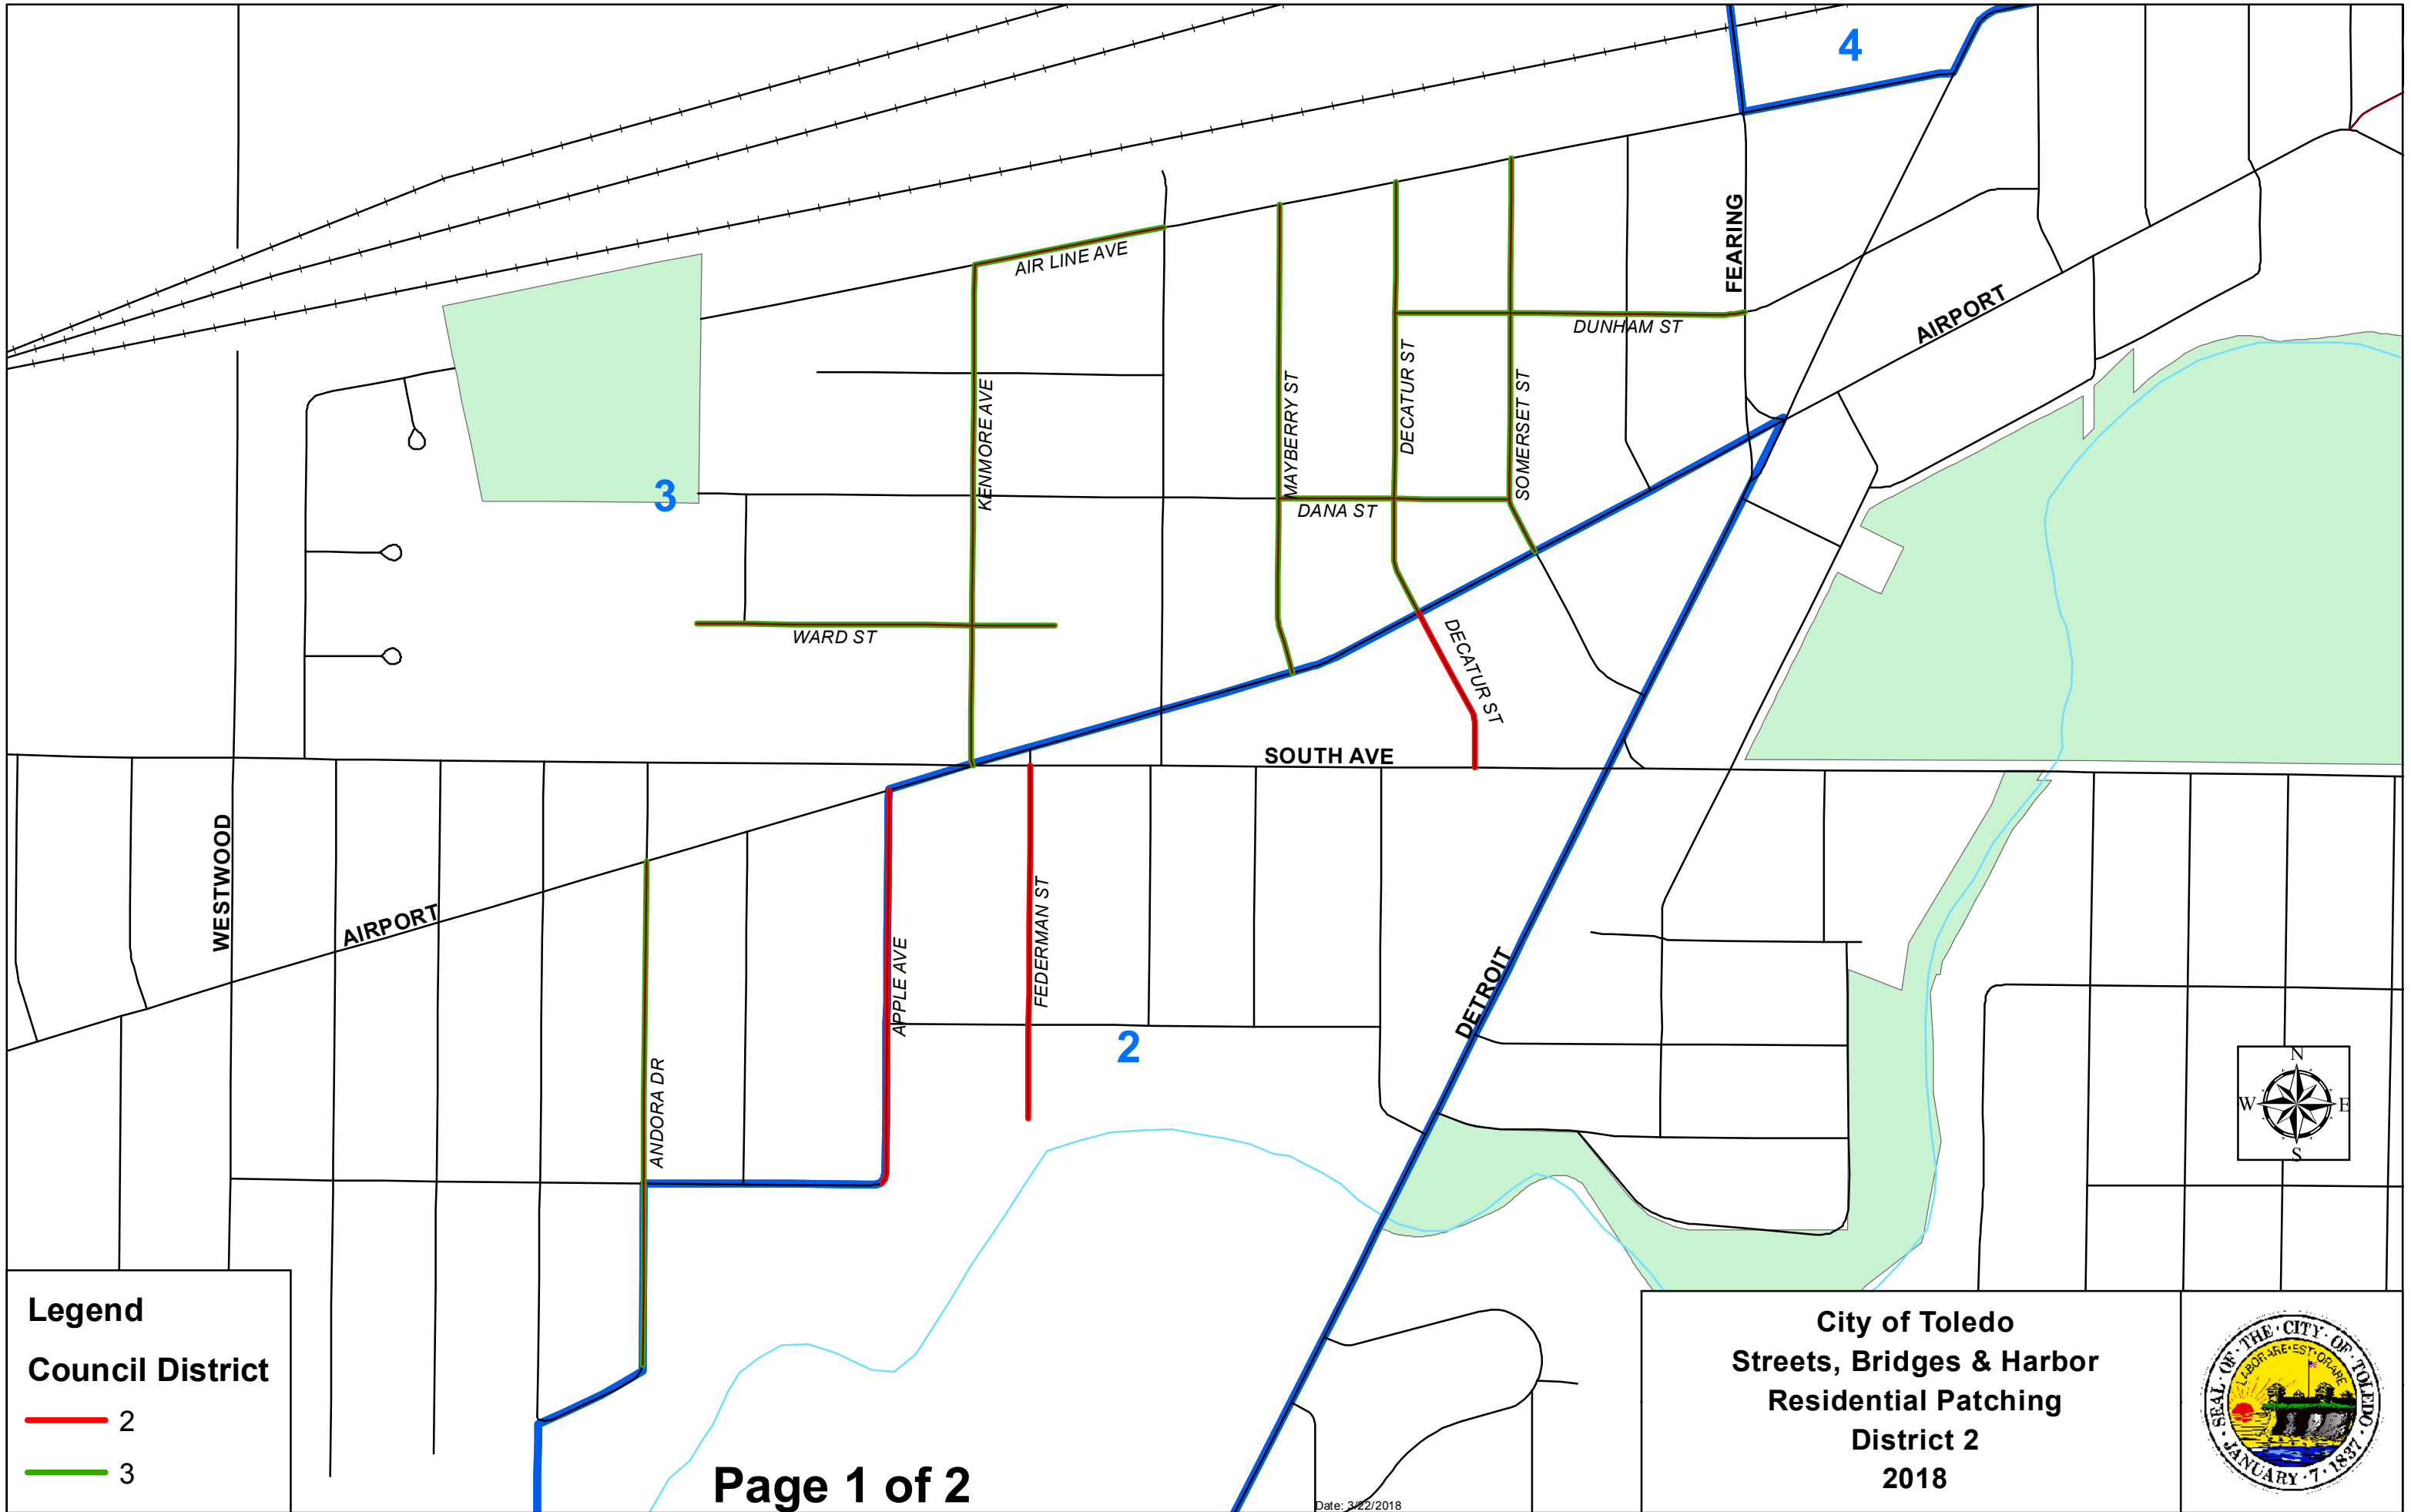 4
FEARING
AIR LINE AVE
DUNHAM ST
AIRPORT
KENMORE AVE
MAYBERRY ST
DECATUR ST
SOMERSET ST
3
DANA ST
WARD ST
DECATUR ST
SOUTH AVE
WESTWOOD
AIRPORT
APPLE AVE
FEDERMAN ST
DETROIT
2
ANDORA DR
N
W
E
S
Legend
Council District
2
3
Page 1 of 2
Date: 3/22/2018
City of Toledo
Streets, Bridges & Harbor
Residential Patching
District 2
2018
SEAL · OF · THE · CITY · OF · TOLEDO
LABORARE · EST · ORARE
JANUARY · 7 · 1837